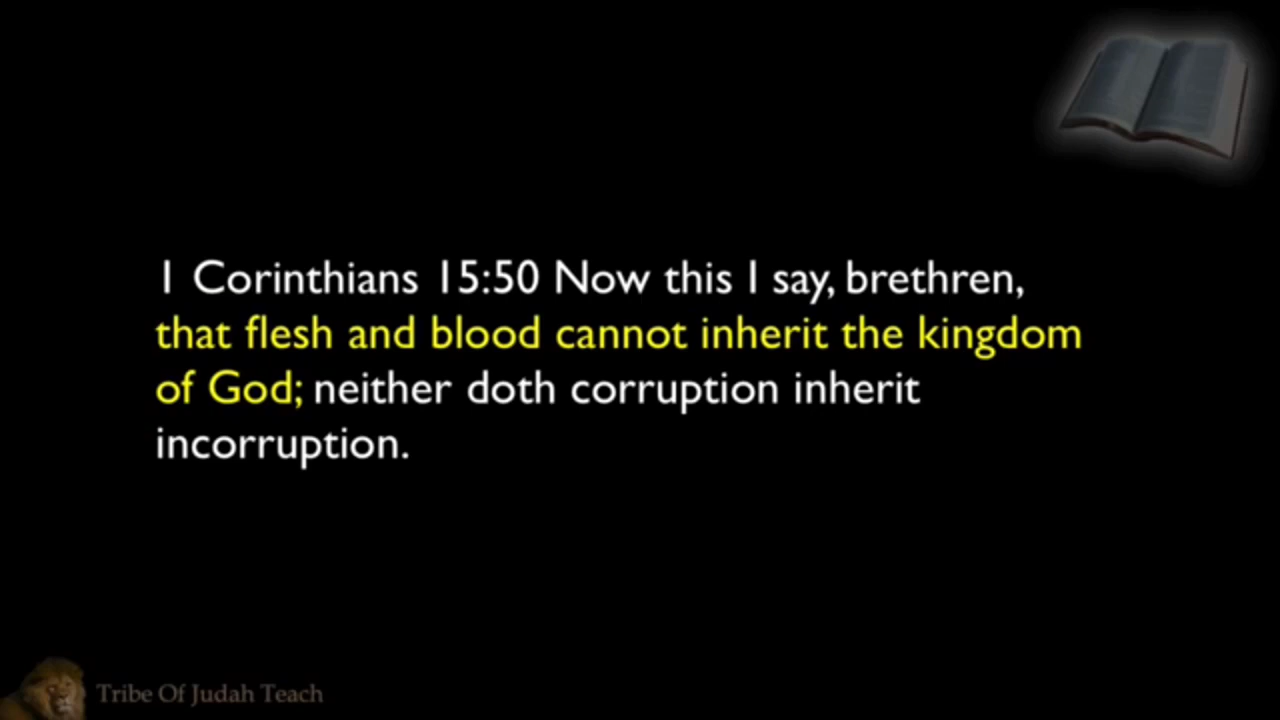 1 Corinthians 15:50 Now this I say, brethren,
that flesh and blood cannot inherit the kingdom
of God; neither doth corruption inherit
incorruption.
Tribe Of Judah Teach